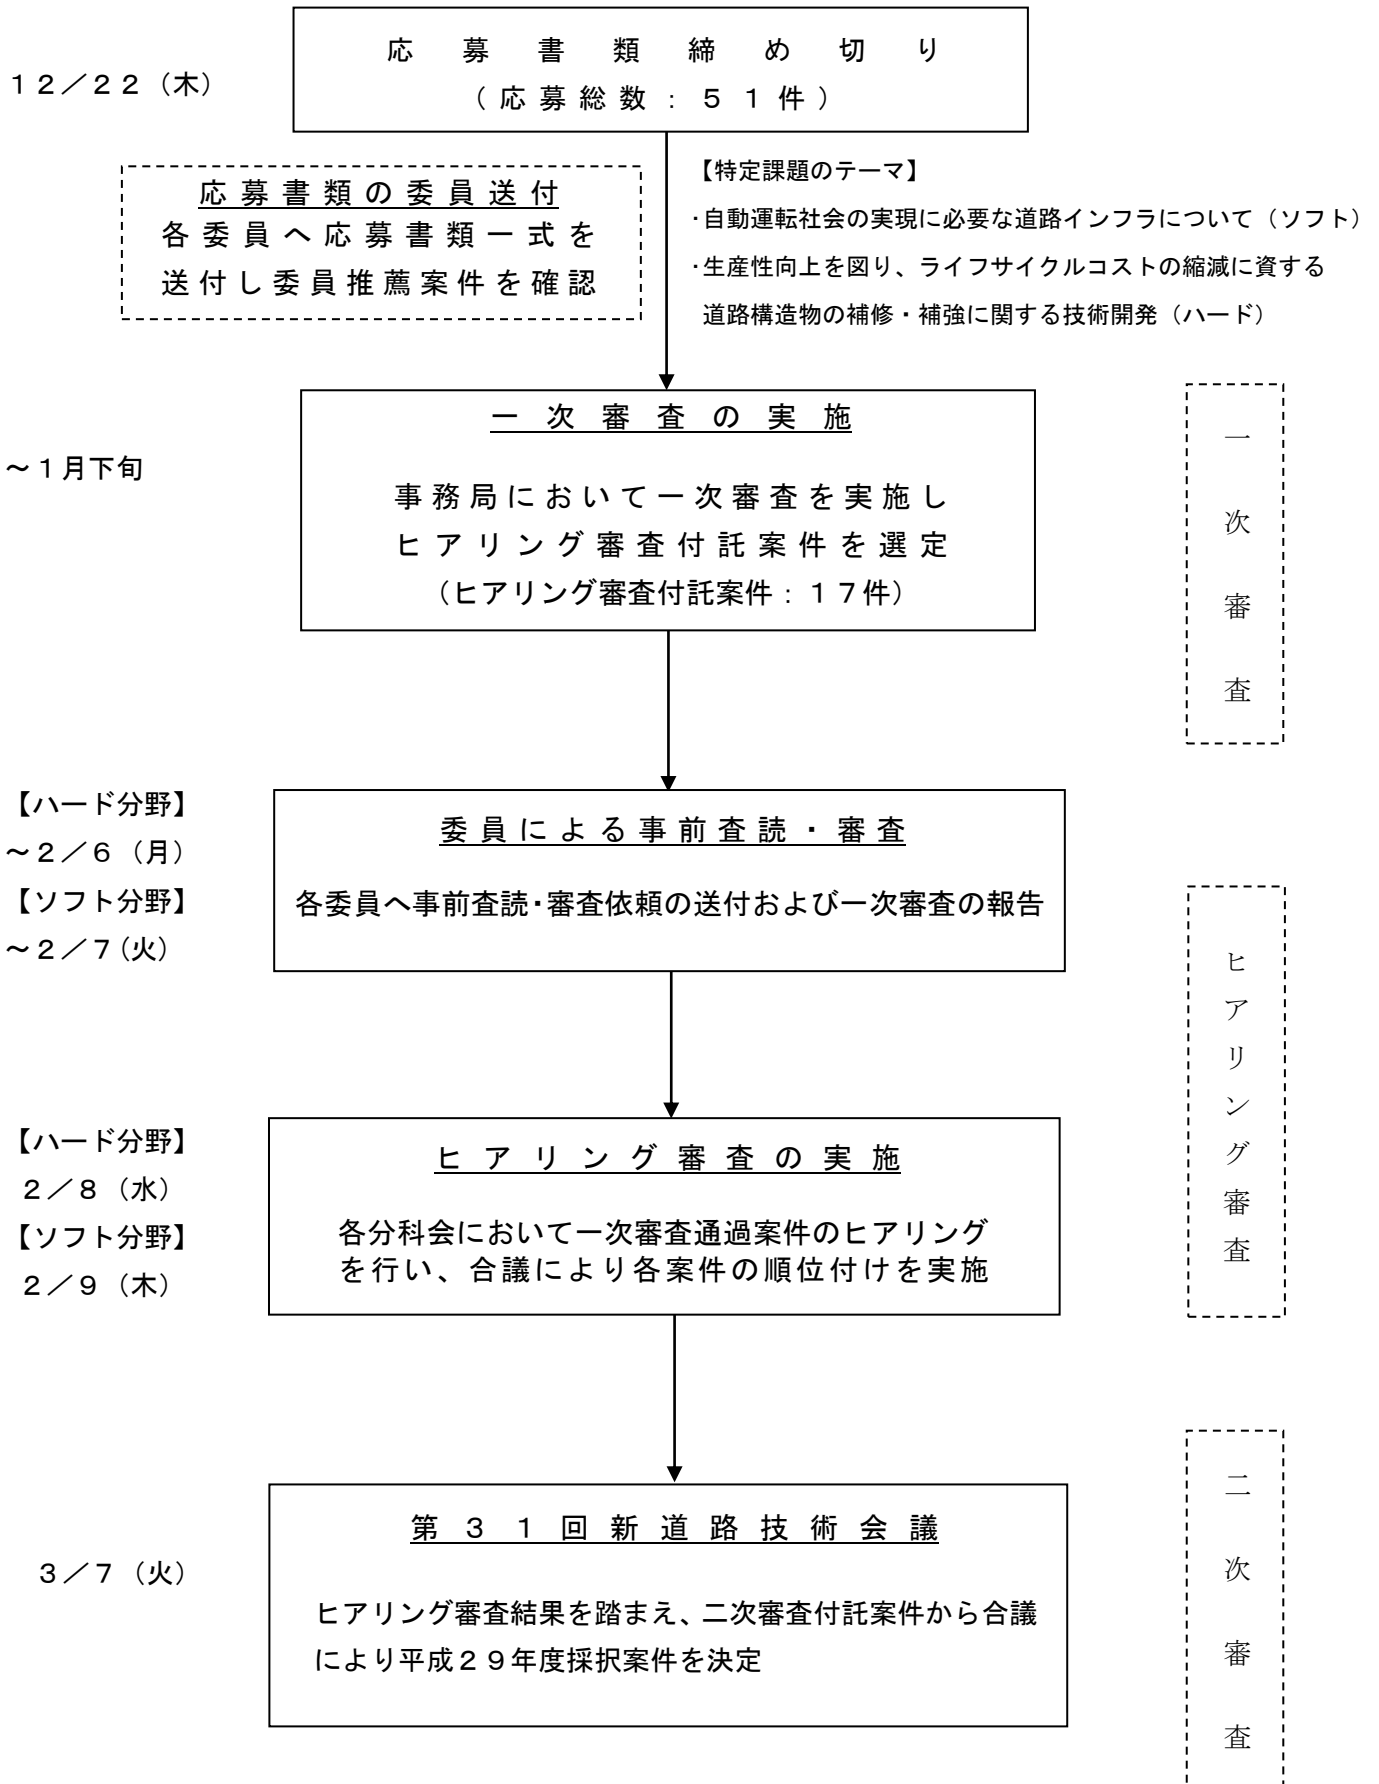 応募書類締め切り
１２／２２（木）
（応募総数：５１件）
応募書類の委員送付
各委員へ応募書類一式を
送付し委員推薦案件を確認
【特定課題のテーマ】
・自動運転社会の実現に必要な道路インフラについて（ソフト）
・生産性向上を図り、ライフサイクルコストの縮減に資する
道路構造物の補修・補強に関する技術開発（ハード）
一次審査の実施
～１月下旬
事務局において一次審査を実施し
ヒアリング審査付託案件を選定
（ヒアリング審査付託案件：１７件）
一次審査
【ハード分野】
～２／６（月）
【ソフト分野】
～２／７（火）
委員による事前査読・審査
各委員へ事前査読・審査依頼の送付および一次審査の報告
ヒアリング審査
【ハード分野】
２／８（水）
【ソフト分野】
２／９（木）
ヒアリング審査の実施
各分科会において一次審査通過案件のヒアリング
を行い、合議により各案件の順位付けを実施
第３１回新道路技術会議
３／７（火）
ヒアリング審査結果を踏まえ、二次審査付託案件から合議
により平成２９年度採択案件を決定
二次審査